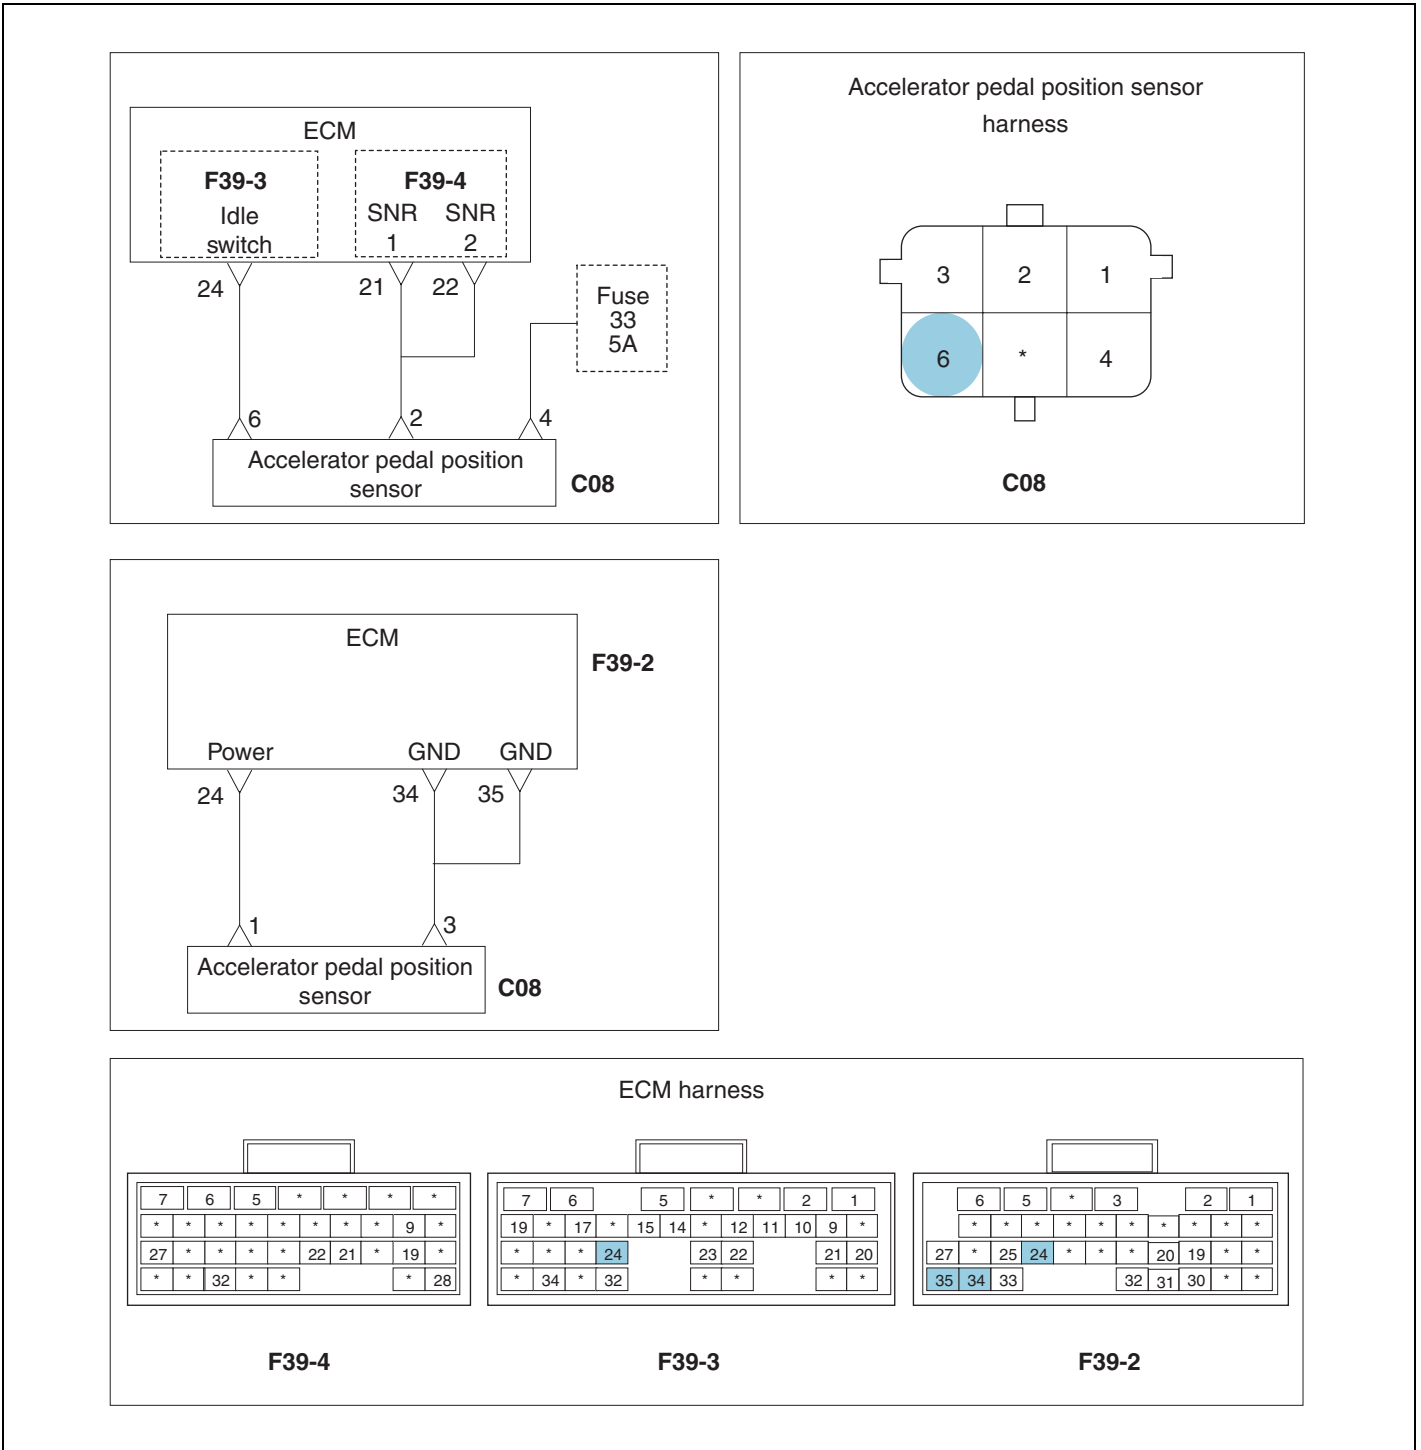 ECM
F39-3 F39-4
Idle SNR SNR
switch 1 2
24 21 22
Fuse
33
5A
6 2 4
Accelerator pedal position
sensor
C08
Accelerator pedal position sensor
harness
3 2 1
6 * 4
C08
ECM
F39-2
Power GND GND
24 34 35
1 3
Accelerator pedal position
sensor
C08
ECM harness
7 6 5 * * * *
* * * * * * * * 9 *
27 * * * * 22 21 * 19 *
* * 32 * * * 28
F39-4
7 6 5 * * 2 1
19 * 17 * 15 14 * 12 11 10 9 *
* * * 24 23 22 21 20
* 34 * 32 * * * *
F39-3
6 5 * 3 2 1
* * * * * * * * * *
27 * 25 24 * * * 20 19 * *
35 34 33 32 31 30 * *
F39-2